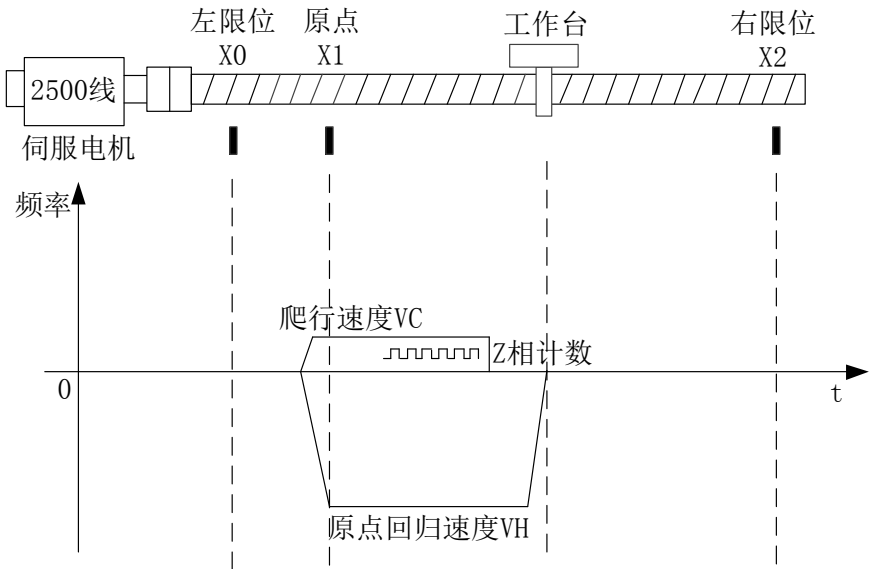 左限位 原点 工作台 右限位
X0 X1 X2
2500线
伺服电机
频率
爬行速度VC
Z相计数
0 t
原点回归速度VH